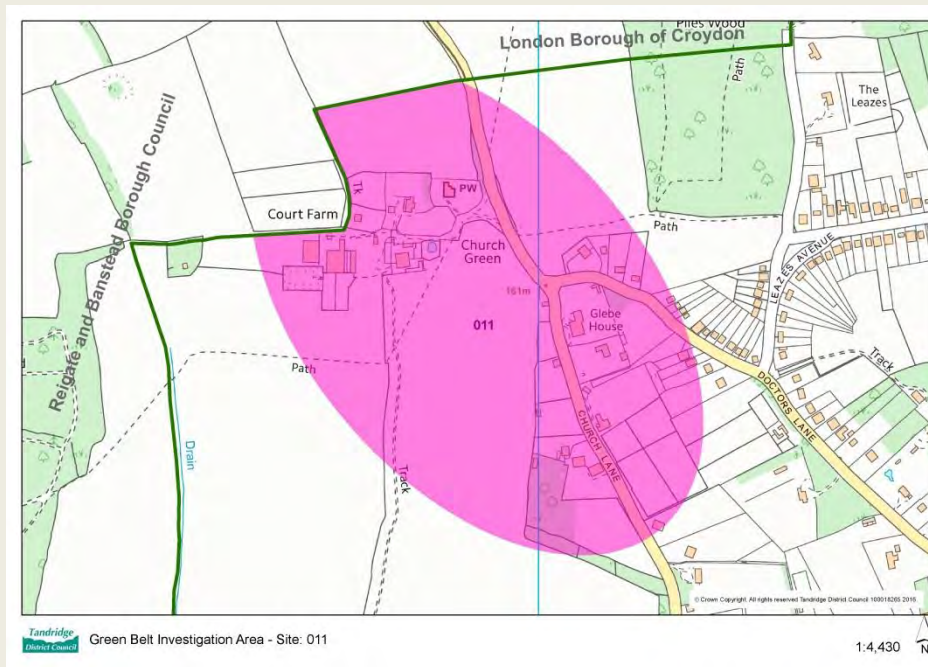 Piles Wood
London Borough of Croydon
Path
The
Leazes
Reigate and Banstead Borough Council
Tk
PW
Court Farm
Church
Green
Path
LEAZES AVENUE
161m
Glebe
House
011
Path
Track
DOCTORS LANE
CHURCH LANE
Drain
Track
© Crown Copyright. All rights reserved Tandridge District Council 100018265 2016
Tandridge
District Council
Green Belt Investigation Area - Site: 011
1:4,430
N